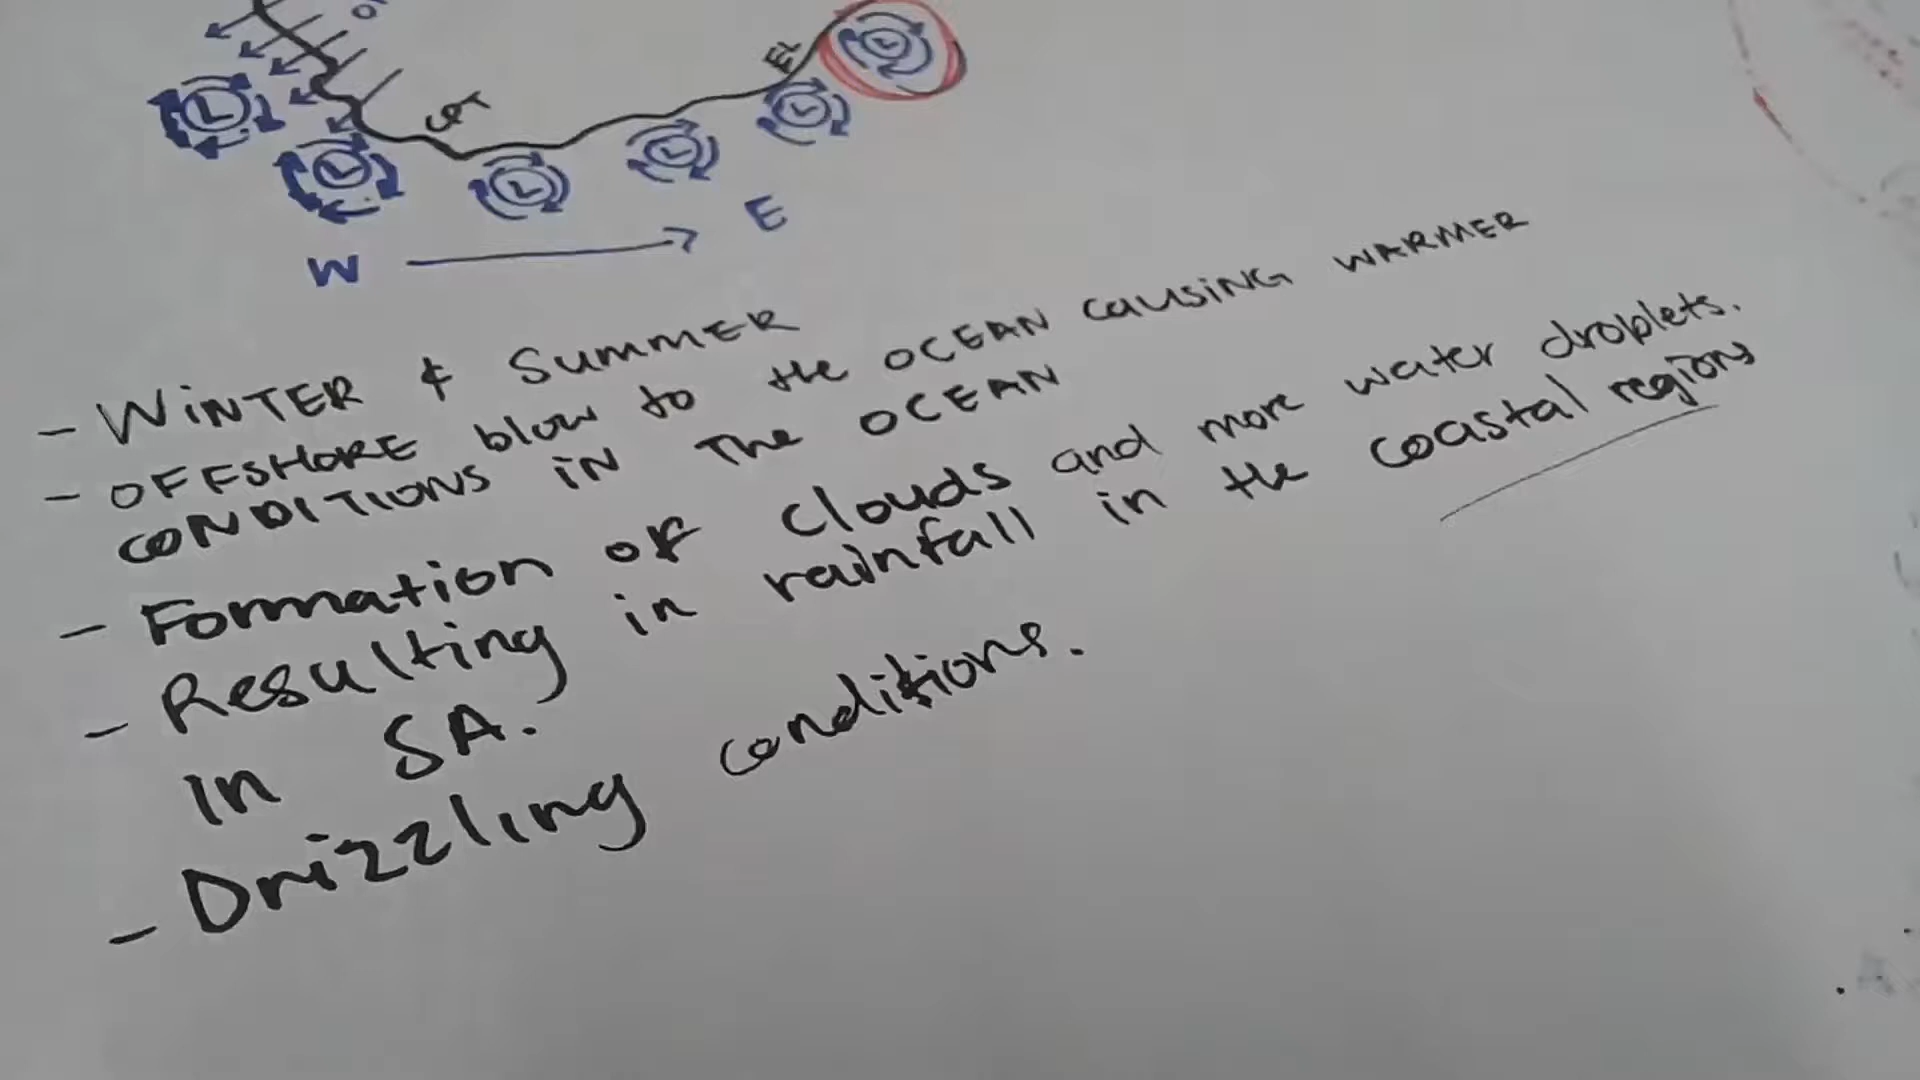 O
L
L
L
L
L
L
CPT
EL
W
E
- WINTER & SUMMER
- OFFSHORE blow to the OCEAN CAUSING WARMER
CONDITIONS IN The OCEAN
- Formation of Clouds and more water droplets.
- Resulting in rainfall in the coastal regions
in SA.
- Drizzling conditions.